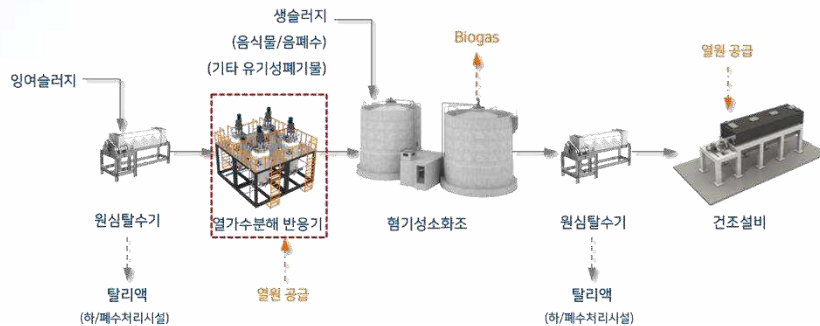 생슬러지
(음식물/음폐수)
(기타 유기성폐기물)
Biogas
열원 공급
잉여슬러지
원심탈수기
열가수분해 반응기
혐기성소화조
원심탈수기
건조설비
탈리액
(하/폐수처리시설)
열원 공급
탈리액
(하/폐수처리시설)